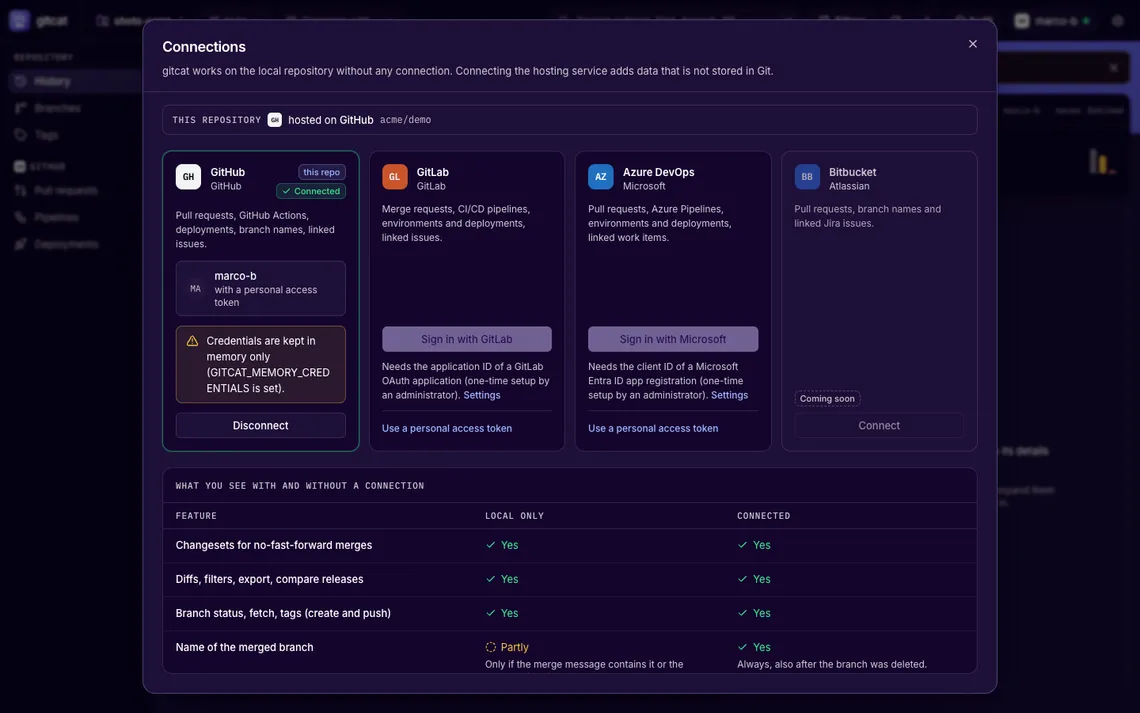 gitcat
Connections
gitcat works on the local repository without any connection. Connecting the hosting service adds data that is not stored in Git.
REPOSITORY
History
Branches
Tags
GITHUB
Pull requests
Pipelines
Deployments
marco-b
THIS REPOSITORY GH hosted on GitHub acme/demo
GH
GitHub
this repo
GitHub
Connected
Pull requests, GitHub Actions,
deployments, branch names, linked
issues.
MA
marco-b
with a personal access
token
Credentials are kept in
memory only
(GITCAT_MEMORY_CRED
ENTIALS is set).
Disconnect
GL
GitLab
GitLab
Merge requests, CI/CD pipelines,
environments and deployments,
linked issues.
Sign in with GitLab
Needs the application ID of a GitLab
OAuth application (one-time setup by
an administrator). Settings
Use a personal access token
AZ
Azure DevOps
Microsoft
Pull requests, Azure Pipelines,
environments and deployments,
linked work items.
Sign in with Microsoft
Needs the client ID of a Microsoft
Entra ID app registration (one-time
setup by an administrator). Settings
Use a personal access token
BB
Bitbucket
Atlassian
Pull requests, branch names and
linked Jira issues.
Coming soon
Connect
WHAT YOU SEE WITH AND WITHOUT A CONNECTION
FEATURE LOCAL ONLY CONNECTED
Changesets for no-fast-forward merges Yes Yes
Diffs, filters, export, compare releases Yes Yes
Branch status, fetch, tags (create and push) Yes Yes
Name of the merged branch Partly Yes
Only if the merge message contains it or the Always, also after the branch was deleted.